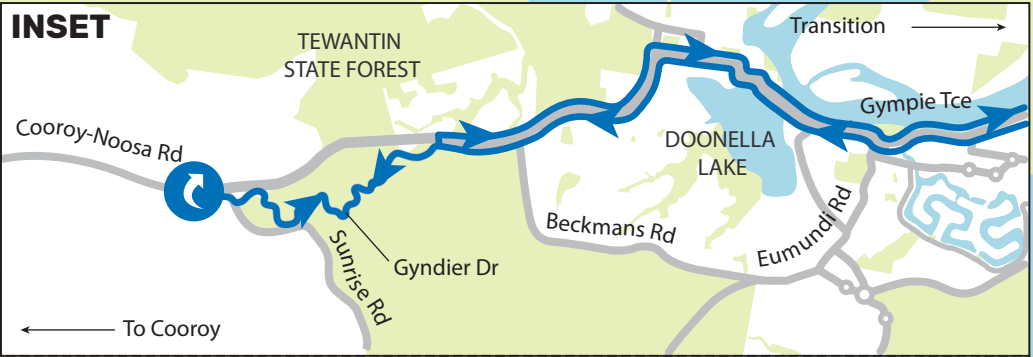 INSET
Transition
TEWANTIN
STATE FOREST
Gympie Tce
Cooroy-Noosa Rd
DOONELLA
LAKE
Beckmans Rd
Eumundi Rd
Sunrise Rd
Gyndier Dr
To Cooroy